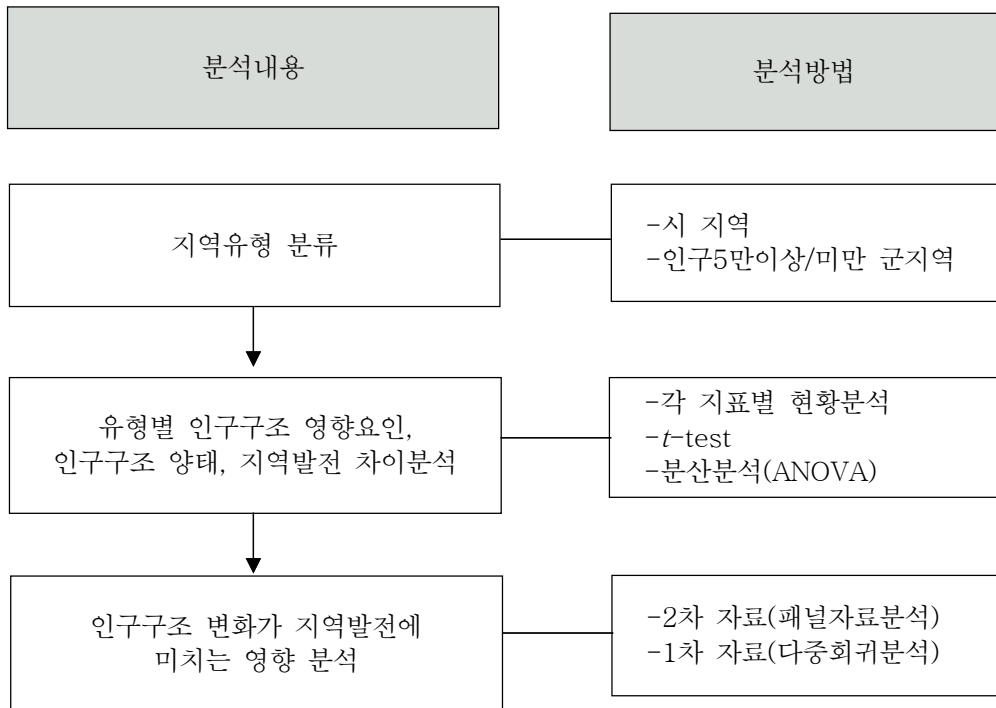 분석내용
분석방법
지역유형 분류
-시 지역
-인구5만이상/미만 군지역
유형별 인구구조 영향요인,
인구구조 양태, 지역발전 차이분석
-각 지표별 현황분석
-t-test
-분산분석(ANOVA)
인구구조 변화가 지역발전에
미치는 영향 분석
-2차 자료(패널자료분석)
-1차 자료(다중회귀분석)